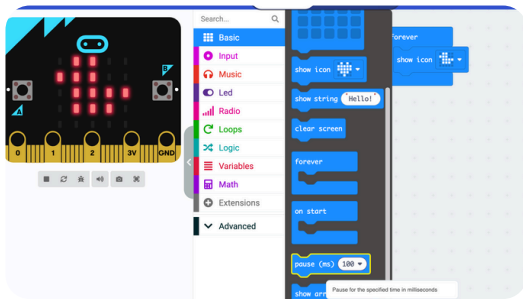 Search...
Basic
Input
Music
Led
Radio
Loops
Logic
Variables
Math
Extensions
Advanced
show icon
show string "Hello!"
clear screen
forever
on start
pause (ms) 100
Pause for the specified time in milliseconds
show arr
forever
show icon
B
A
0 1 2 3V GND